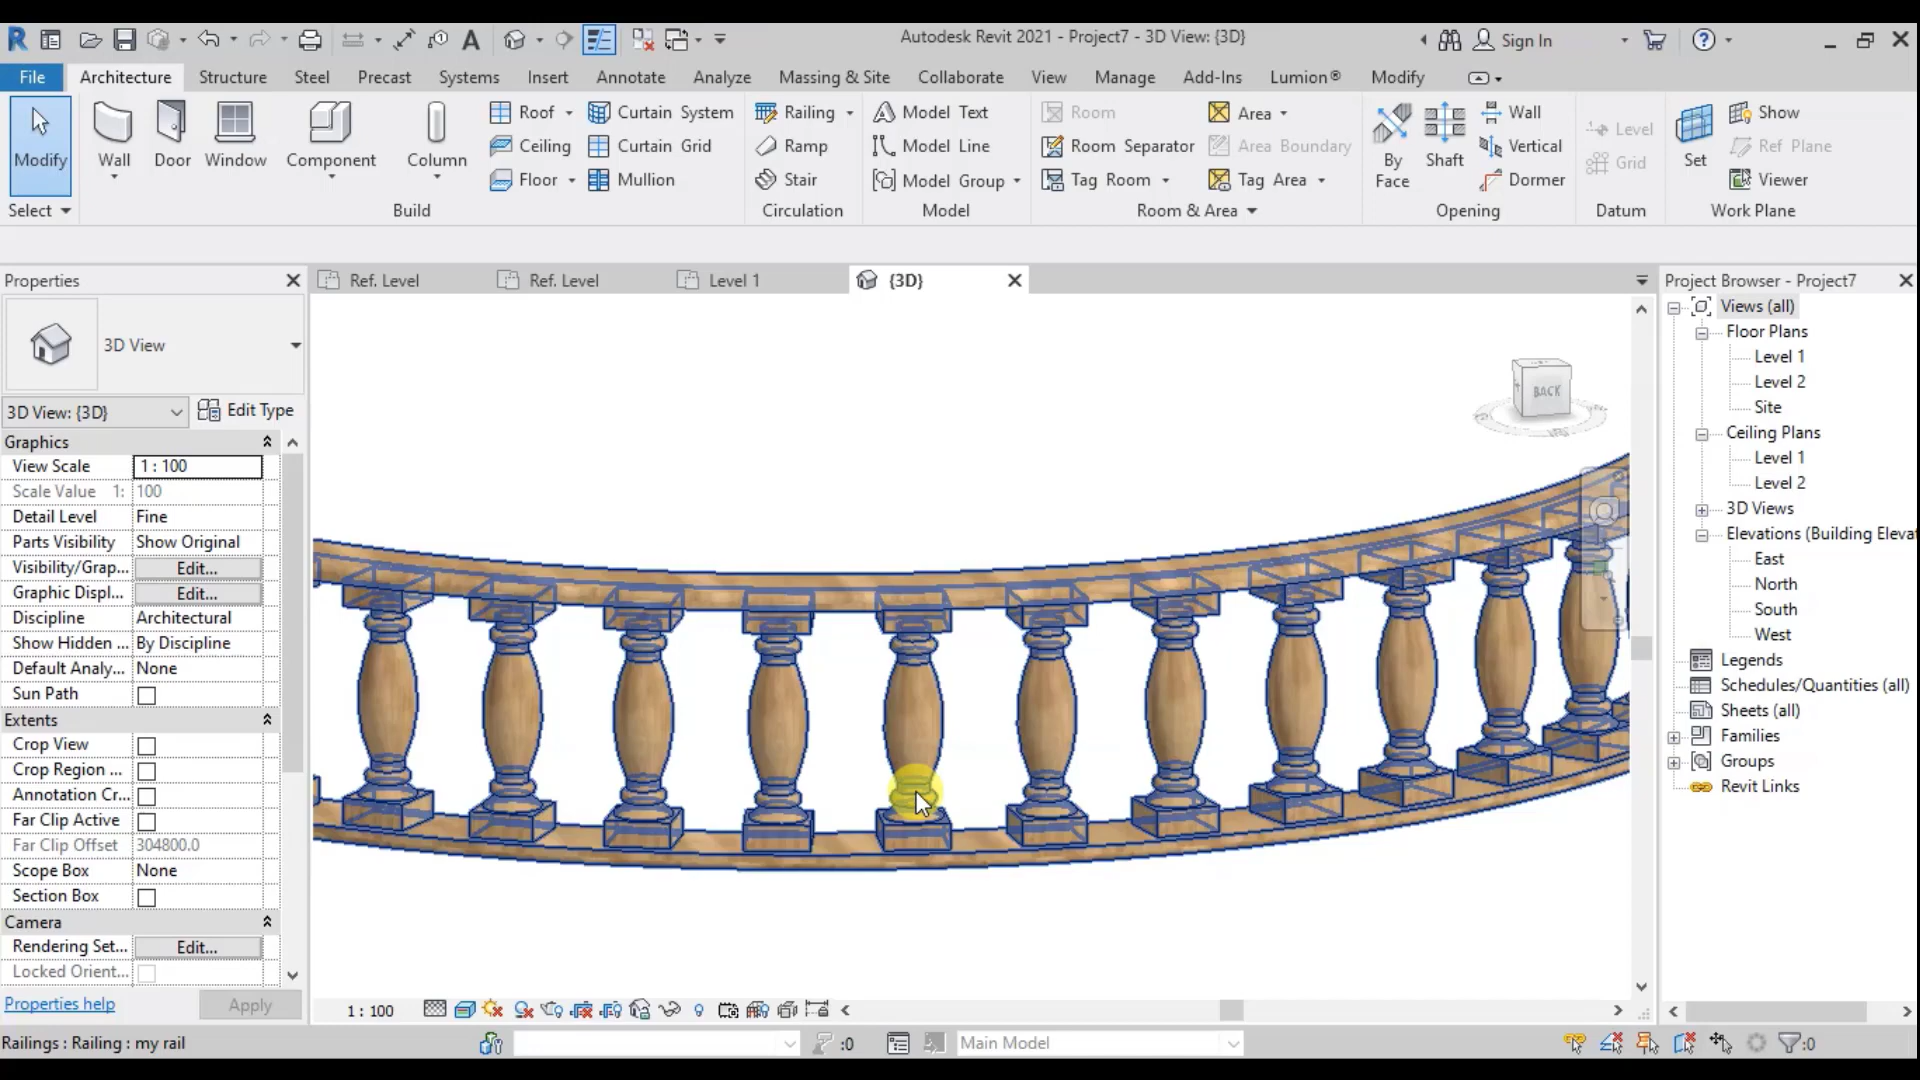 Autodesk Revit 2021 - Project7 - 3D View: {3D}
Sign In
File
Architecture
Structure
Steel
Precast
Systems
Insert
Annotate
Analyze
Massing & Site
Collaborate
View
Manage
Add-Ins
Lumion®
Modify
Modify
Wall
Door
Window
Component
Column
Roof
Ceiling
Floor
Curtain System
Curtain Grid
Mullion
Railing
Ramp
Stair
Model Text
Model Line
Model Group
Room
Room Separator
Tag Room
Area
Area Boundary
Tag Area
By Face
Shaft
Wall
Vertical
Dormer
Level
Grid
Set
Show
Ref Plane
Viewer
Select
Build
Circulation
Model
Room & Area
Opening
Datum
Work Plane
Properties
3D View
3D View: {3D}
Edit Type
Graphics
View Scale 1 : 100
Scale Value 1: 100
Detail Level Fine
Parts Visibility Show Original
Visibility/Grap... Edit...
Graphic Displ... Edit...
Discipline Architectural
Show Hidden ... By Discipline
Default Analy... None
Sun Path
Extents
Crop View
Crop Region ...
Annotation Cr...
Far Clip Active
Far Clip Offset 304800.0
Scope Box None
Section Box
Camera
Rendering Set... Edit...
Locked Orient...
Properties help
Apply
Ref. Level
Ref. Level
Level 1
{3D}
BACK
1 : 100
Project Browser - Project7
Views (all)
Floor Plans
Level 1
Level 2
Site
Ceiling Plans
Level 1
Level 2
3D Views
Elevations (Building Elevat
East
North
South
West
Legends
Schedules/Quantities (all)
Sheets (all)
Families
Groups
Revit Links
Railings : Railing : my rail
:0
Main Model
:0